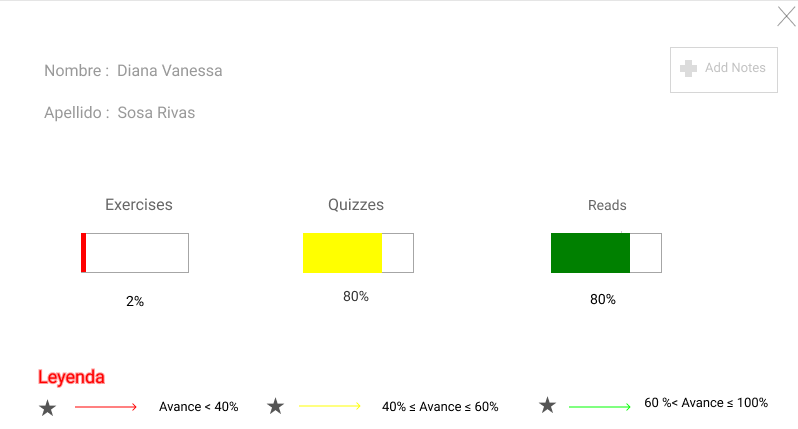 Nombre : Diana Vanessa
Add Notes
Apellido : Sosa Rivas
Exercises
Quizzes
Reads
2%
80%
80%
Leyenda
Avance < 40%
40% ≤ Avance ≤ 60%
60 %< Avance ≤ 100%